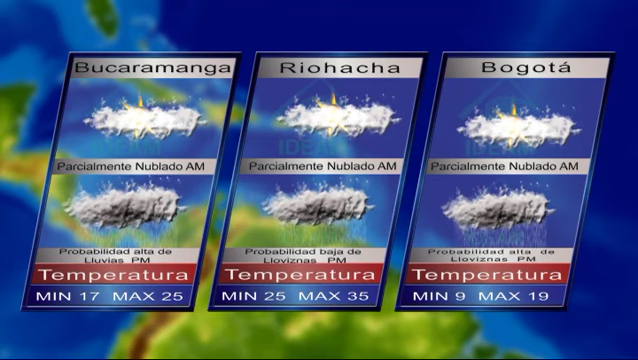 Bucaramanga
Parcialmente Nublado AM
Probabilidad alta de
Lluvias PM
Temperatura
MIN 17 MAX 25
Riohacha
IDEAM
Parcialmente Nublado AM
Probabilidad baja de
Lloviznas PM
Temperatura
MIN 25 MAX 35
Bogotá
Parcialmente Nublado AM
Probabilidad alta de
Lloviznas PM
Temperatura
MIN 9 MAX 19